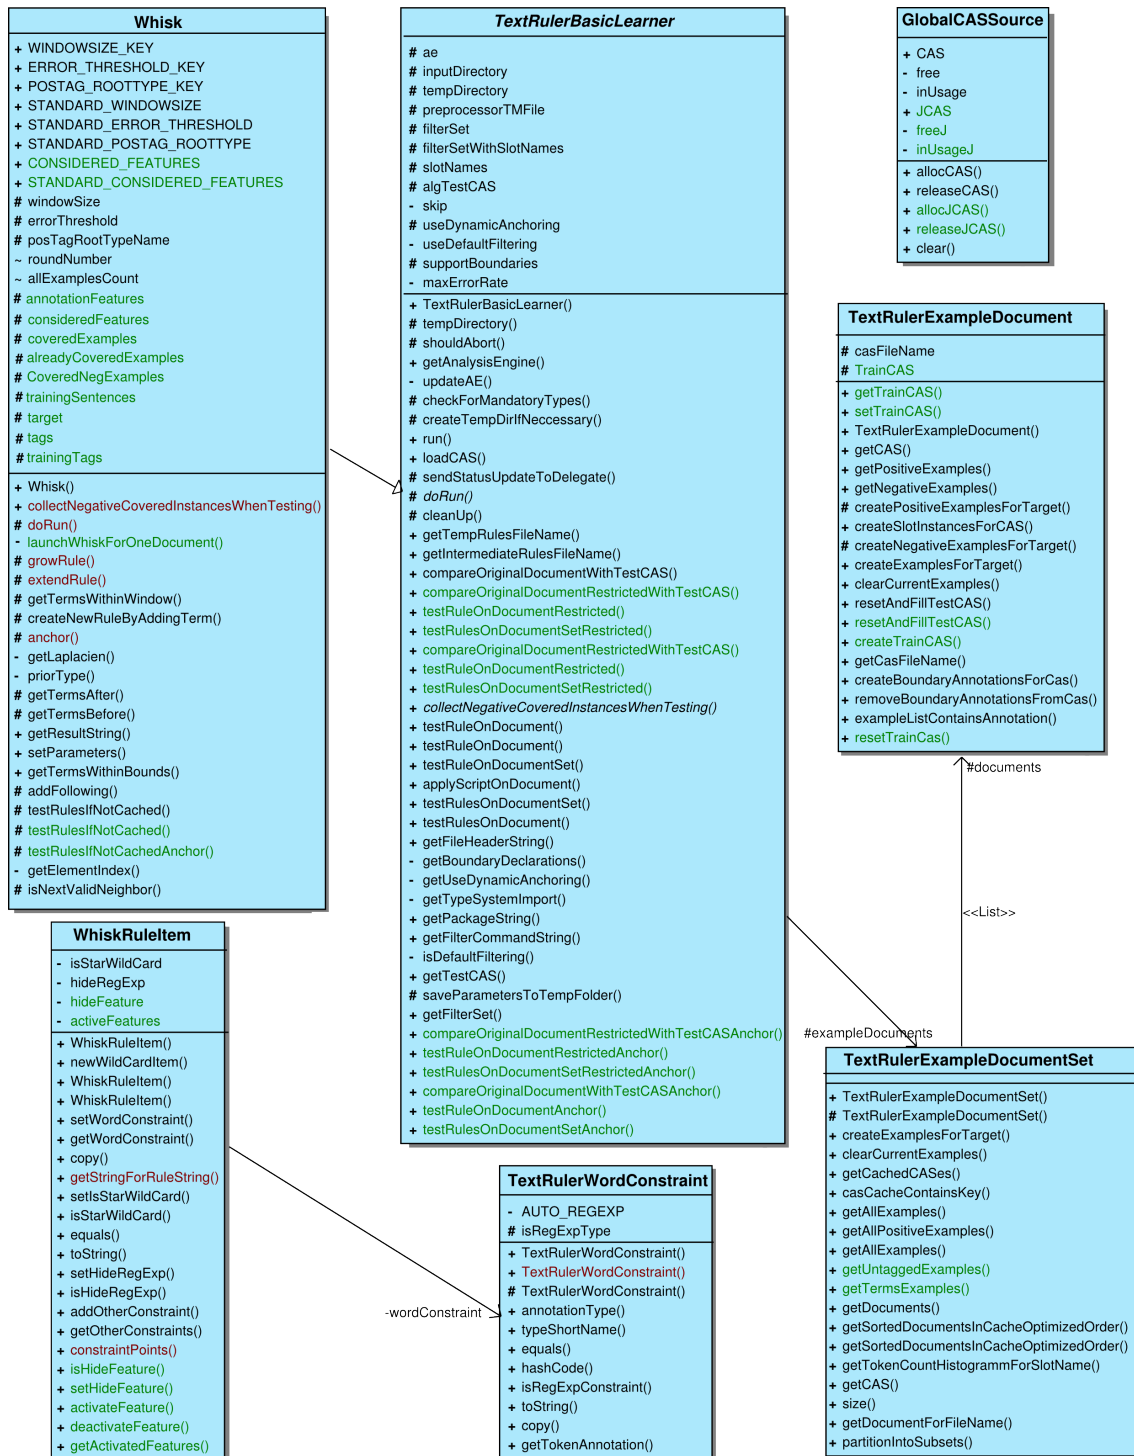 Whisk
+ WINDOWSIZE_KEY
+ ERROR_THRESHOLD_KEY
+ POSTAG_ROOTTYPE_KEY
+ STANDARD_WINDOWSIZE
+ STANDARD_ERROR_THRESHOLD
+ STANDARD_POSTAG_ROOTTYPE
+ CONSIDERED_FEATURES
+ STANDARD_CONSIDERED_FEATURES
# windowSize
# errorThreshold
# posTagRootTypeName
~ roundNumber
~ allExamplesCount
# annotationFeatures
# consideredFeatures
# coveredExamples
# alreadyCoveredExamples
# CoveredNegExamples
# trainingSentences
# target
# tags
# trainingTags
+ Whisk()
+ collectNegativeCoveredInstancesWhenTesting()
# doRun()
- launchWhiskForOneDocument()
# growRule()
# extendRule()
# getTermsWithinWindow()
# createNewRuleByAddingTerm()
# anchor()
- getLaplacien()
- priorType()
# getTermsAfter()
# getTermsBefore()
+ getResultString()
+ setParameters()
+ getTermsWithinBounds()
# addFollowing()
# testRulesIfNotCached()
# testRulesIfNotCached()
# testRulesIfNotCachedAnchor()
- getElementIndex()
# isNextValidNeighbor()
TextRulerBasicLearner
# ae
# inputDirectory
# tempDirectory
# preprocessorTMFile
# filterSet
# filterSetWithSlotNames
# slotNames
# algTestCAS
- skip
# useDynamicAnchoring
- useDefaultFiltering
# supportBoundaries
- maxErrorRate
+ TextRulerBasicLearner()
# tempDirectory()
# shouldAbort()
+ getAnalysisEngine()
- updateAE()
# checkForMandatoryTypes()
# createTempDirIfNeccessary()
+ run()
+ loadCAS()
# sendStatusUpdateToDelegate()
# doRun()
# cleanUp()
+ getTempRulesFileName()
+ getIntermediateRulesFileName()
+ compareOriginalDocumentWithTestCAS()
+ compareOriginalDocumentRestrictedWithTestCAS()
+ testRuleOnDocumentRestricted()
+ testRulesOnDocumentSetRestricted()
+ compareOriginalDocumentRestrictedWithTestCAS()
+ testRuleOnDocumentRestricted()
+ testRulesOnDocumentSetRestricted()
+ collectNegativeCoveredInstancesWhenTesting()
+ testRuleOnDocument()
+ testRuleOnDocument()
+ testRuleOnDocumentSet()
+ applyScriptOnDocument()
+ testRulesOnDocumentSet()
+ testRulesOnDocument()
+ getFileHeaderString()
- getBoundaryDeclarations()
- getUseDynamicAnchoring()
- getTypeSystemImport()
+ getPackageString()
+ getFilterCommandString()
- isDefaultFiltering()
+ getTestCAS()
# saveParametersToTempFolder()
+ getFilterSet()
+ compareOriginalDocumentRestrictedWithTestCASAnchor()
+ testRuleOnDocumentRestrictedAnchor()
+ testRulesOnDocumentSetRestrictedAnchor()
+ compareOriginalDocumentWithTestCASAnchor()
+ testRuleOnDocumentAnchor()
+ testRulesOnDocumentSetAnchor()
GlobalCASSource
+ CAS
- free
- inUsage
+ JCAS
- freeJ
- inUsageJ
+ allocCAS()
+ releaseCAS()
+ allocJCAS()
+ releaseJCAS()
+ clear()
TextRulerExampleDocument
# casFileName
# TrainCAS
+ getTrainCAS()
+ setTrainCAS()
+ TextRulerExampleDocument()
+ getCAS()
+ getPositiveExamples()
+ getNegativeExamples()
# createPositiveExamplesForTarget()
+ createSlotInstancesForCAS()
# createNegativeExamplesForTarget()
+ createExamplesForTarget()
+ clearCurrentExamples()
+ resetAndFillTestCAS()
+ resetAndFillTestCAS()
+ createTrainCAS()
+ getCasFileName()
+ createBoundaryAnnotationsForCas()
+ removeBoundaryAnnotationsFromCas()
+ exampleListContainsAnnotation()
+ resetTrainCas()
#documents
<<List>>
#exampleDocuments
WhiskRuleItem
- isStarWildCard
- hideRegExp
- hideFeature
- activeFeatures
+ WhiskRuleItem()
+ newWildCardItem()
+ WhiskRuleItem()
+ WhiskRuleItem()
+ setWordConstraint()
+ getWordConstraint()
+ copy()
+ getStringForRuleString()
+ setIsStarWildCard()
+ isStarWildCard()
+ equals()
+ toString()
+ setHideRegExp()
+ isHideRegExp()
+ addOtherConstraint()
+ getOtherConstraints()
+ constraintPoints()
+ isHideFeature()
+ setHideFeature()
+ activateFeature()
+ deactivateFeature()
+ getActivatedFeatures()
-wordConstraint
TextRulerWordConstraint
- AUTO_REGEXP
# isRegExpType
+ TextRulerWordConstraint()
+ TextRulerWordConstraint()
# TextRulerWordConstraint()
+ annotationType()
+ typeShortName()
+ equals()
+ hashCode()
+ isRegExpConstraint()
+ toString()
+ copy()
+ getTokenAnnotation()
TextRulerExampleDocumentSet
+ TextRulerExampleDocumentSet()
# TextRulerExampleDocumentSet()
+ createExamplesForTarget()
+ clearCurrentExamples()
+ getCachedCASes()
+ casCacheContainsKey()
+ getAllExamples()
+ getAllPositiveExamples()
+ getAllExamples()
+ getUntaggedExamples()
+ getTermsExamples()
+ getDocuments()
+ getSortedDocumentsInCacheOptimizedOrder()
+ getSortedDocumentsInCacheOptimizedOrder()
+ getTokenCountHistogrammForSlotName()
+ getCAS()
+ size()
+ getDocumentForFileName()
+ partitionIntoSubsets()